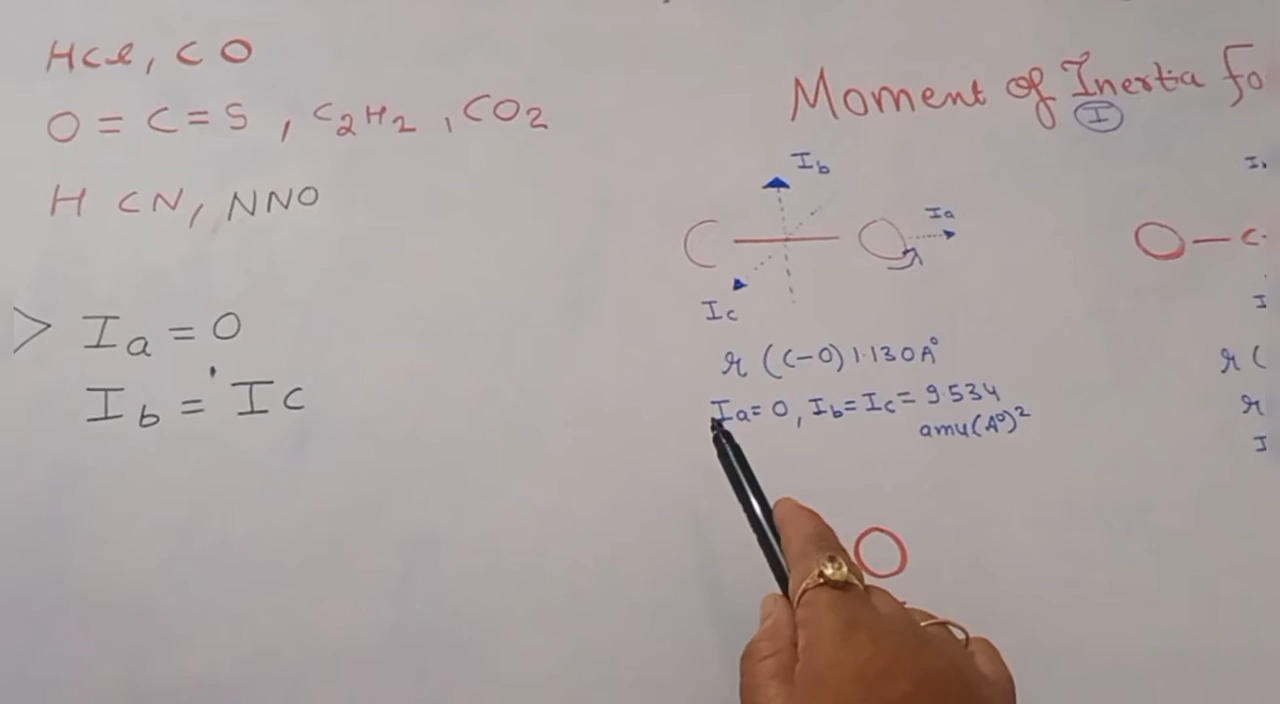 HCl, CO
O = C = S, C2H2, CO2
H CN, NNO
> Ia = 0
Ib = Ic
Moment of Inertia Fo
I
Ib
C O Ia
Ic
r (C-O) 1.130A°
Ia = 0, Ib = Ic = 9.534
amu(A°)²
O
O - C-
I
r (
r
I